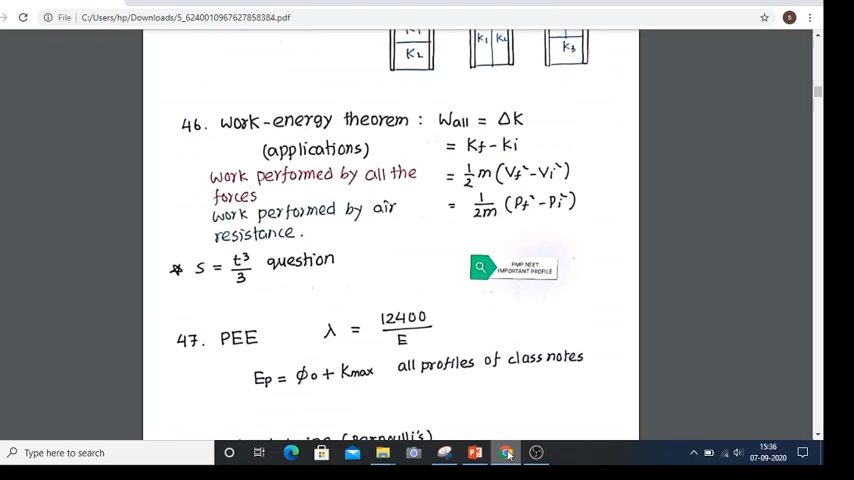 File | C:/Users/hp/Downloads/5_6240010967627858384.pdf
K1
K2
K1 K2
K3
46. Work-energy theorem : Wall = ΔK
(applications) = Kf - Ki
work performed by all the forces
= 1/2 m (Vf² - Vi²)
work performed by air resistance.
= 1/2m (Pf² - Pi²)
* S = t³/3 question
PMP NEET
IMPORTANT PROFILE
47. PEE λ = 12400/E
Ep = ϕ0 + Kmax all profiles of class notes
Type here to search
15:36
07-09-2020